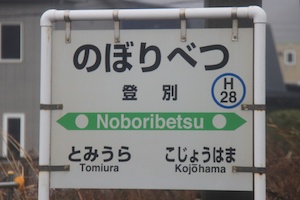 のぼりべつ
登別
H
28
Noboribetsu
とみうら こじょうはま
Tomiura Kojōhama